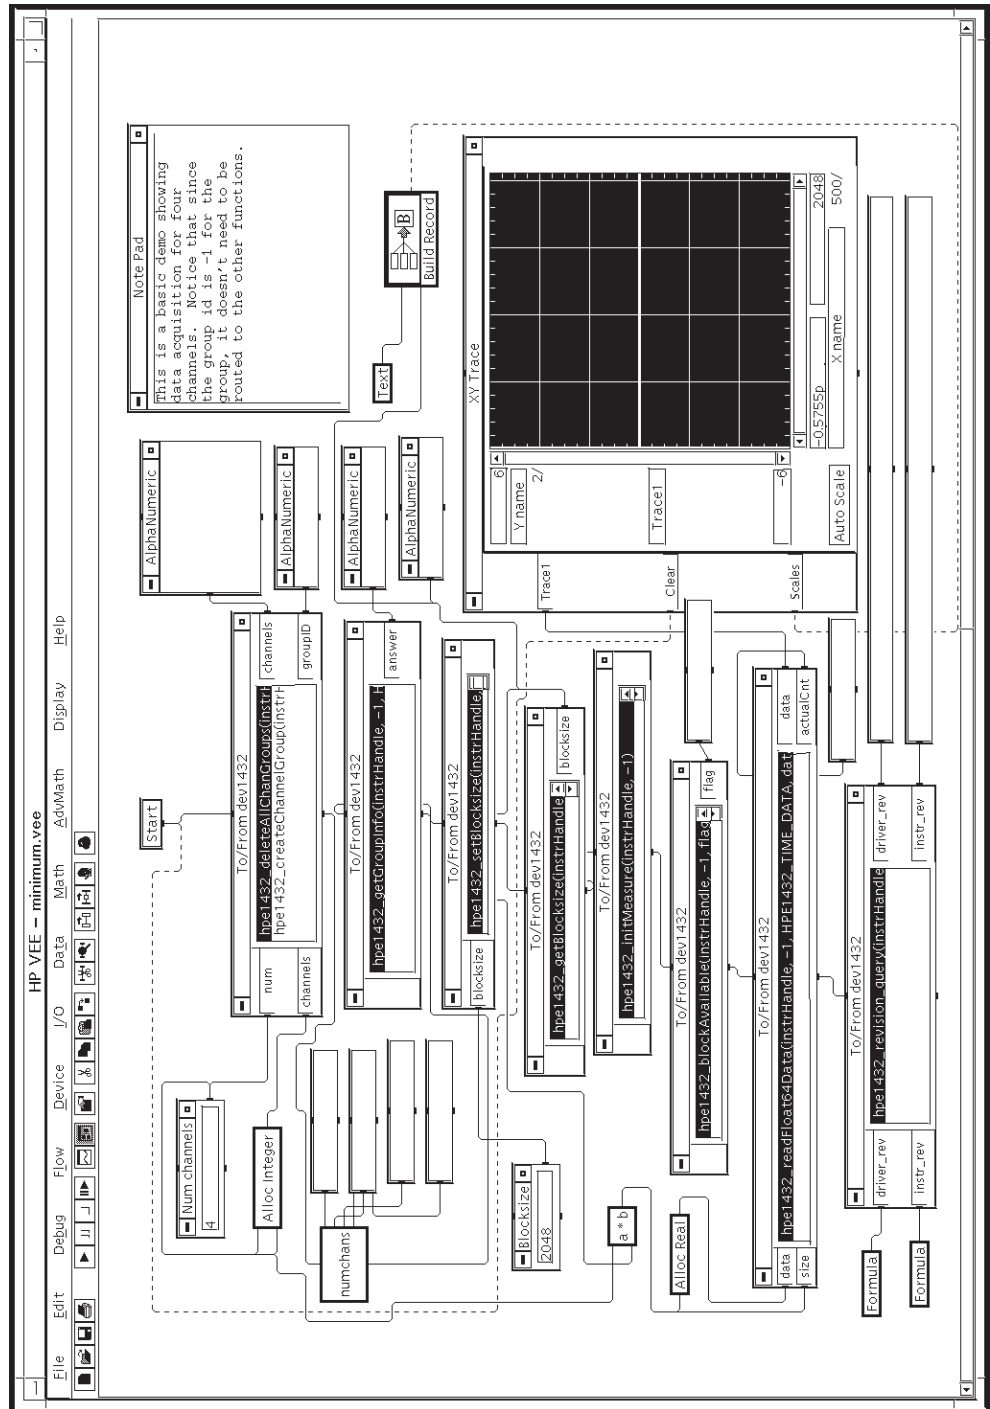 HP VEE – minimum.vee
File Edit Debug Flow Device I/O Data Math AdvMath Display Help
Start
Note Pad
This is a basic demo showing
data acquisition for four
channels. Notice that since
the group id is -1 for the
group, it doesn't need to be
routed to the other functions.
Num channels
4
Alloc Integer
numchans
To/From dev1432
num
channels
hpe1432_deleteAllChanGroups(instrH
hpe1432_createChannelGroup(instrH
channels
groupID
AlphaNumeric
AlphaNumeric
To/From dev1432
hpe1432_getGroupInfo(instrHandle, -1, H
answer
AlphaNumeric
AlphaNumeric
Text
B
Build Record
To/From dev1432
blocksize
hpe1432_setBlocksize(instrHandle,
Blocksize
2048
To/From dev1432
hpe1432_getBlocksize(instrHandle
blocksize
To/From dev1432
hpe1432_initMeasure(instrHandle, -1)
a * b
Alloc Real
To/From dev1432
hpe1432_blockAvailable(instrHandle, -1, flag
flag
To/From dev1432
data
size
hpe1432_readFloat64Data(instrHandle, -1, HPE1432_TIME_DATA, dat
data
actualCnt
Formula
Formula
To/From dev1432
driver_rev
instr_rev
hpe1432_revision_query(instrHandle
driver_rev
instr_rev
XY Trace
Trace1
Clear
Scales
6
Y name
2/
Trace1
-6
Auto Scale
-0.5755p
2048
X name
500/